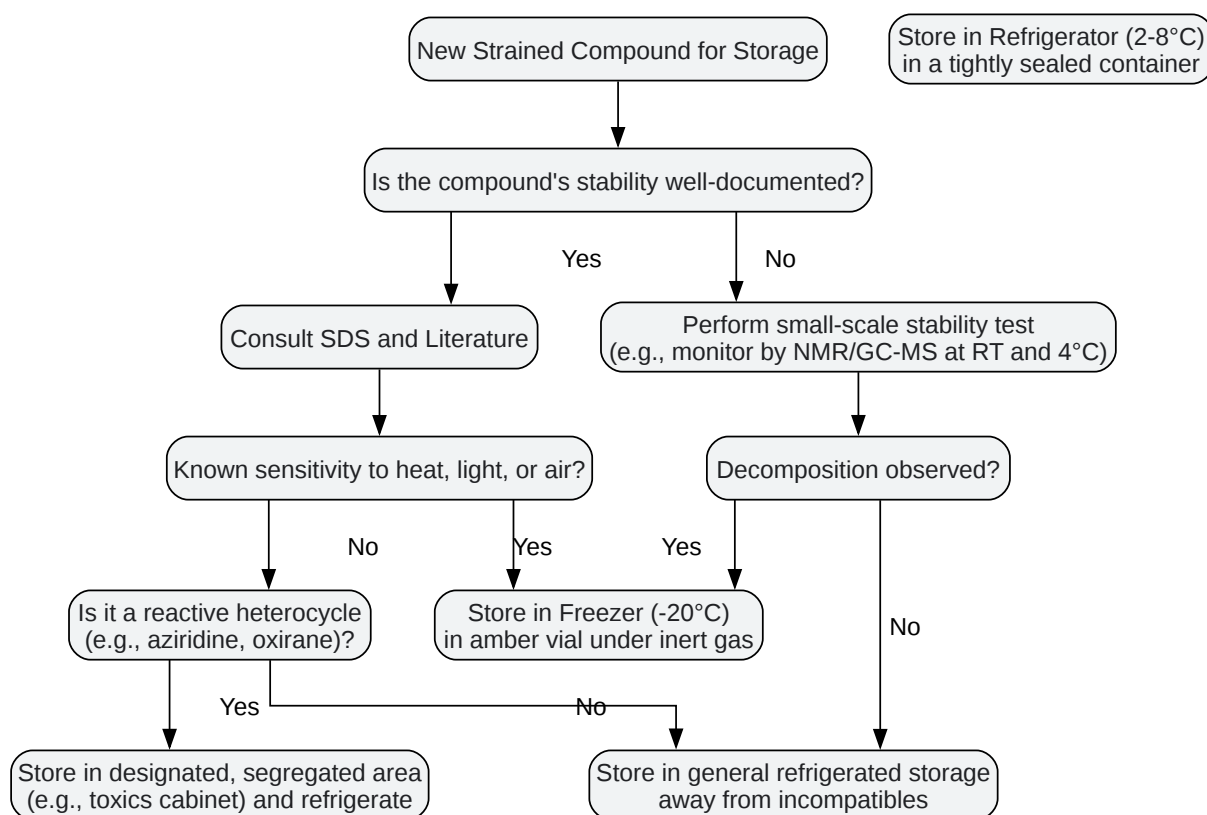 New Strained Compound for Storage
Store in Refrigerator (2-8°C)
in a tightly sealed container
Is the compound's stability well-documented?
Yes
No
Consult SDS and Literature
Perform small-scale stability test
(e.g., monitor by NMR/GC-MS at RT and 4°C)
Known sensitivity to heat, light, or air?
Decomposition observed?
No
Yes
Yes
Is it a reactive heterocycle
(e.g., aziridine, oxirane)?
Store in Freezer (-20°C)
in amber vial under inert gas
No
Yes
No
Store in designated, segregated area
(e.g., toxics cabinet) and refrigerate
Store in general refrigerated storage
away from incompatibles